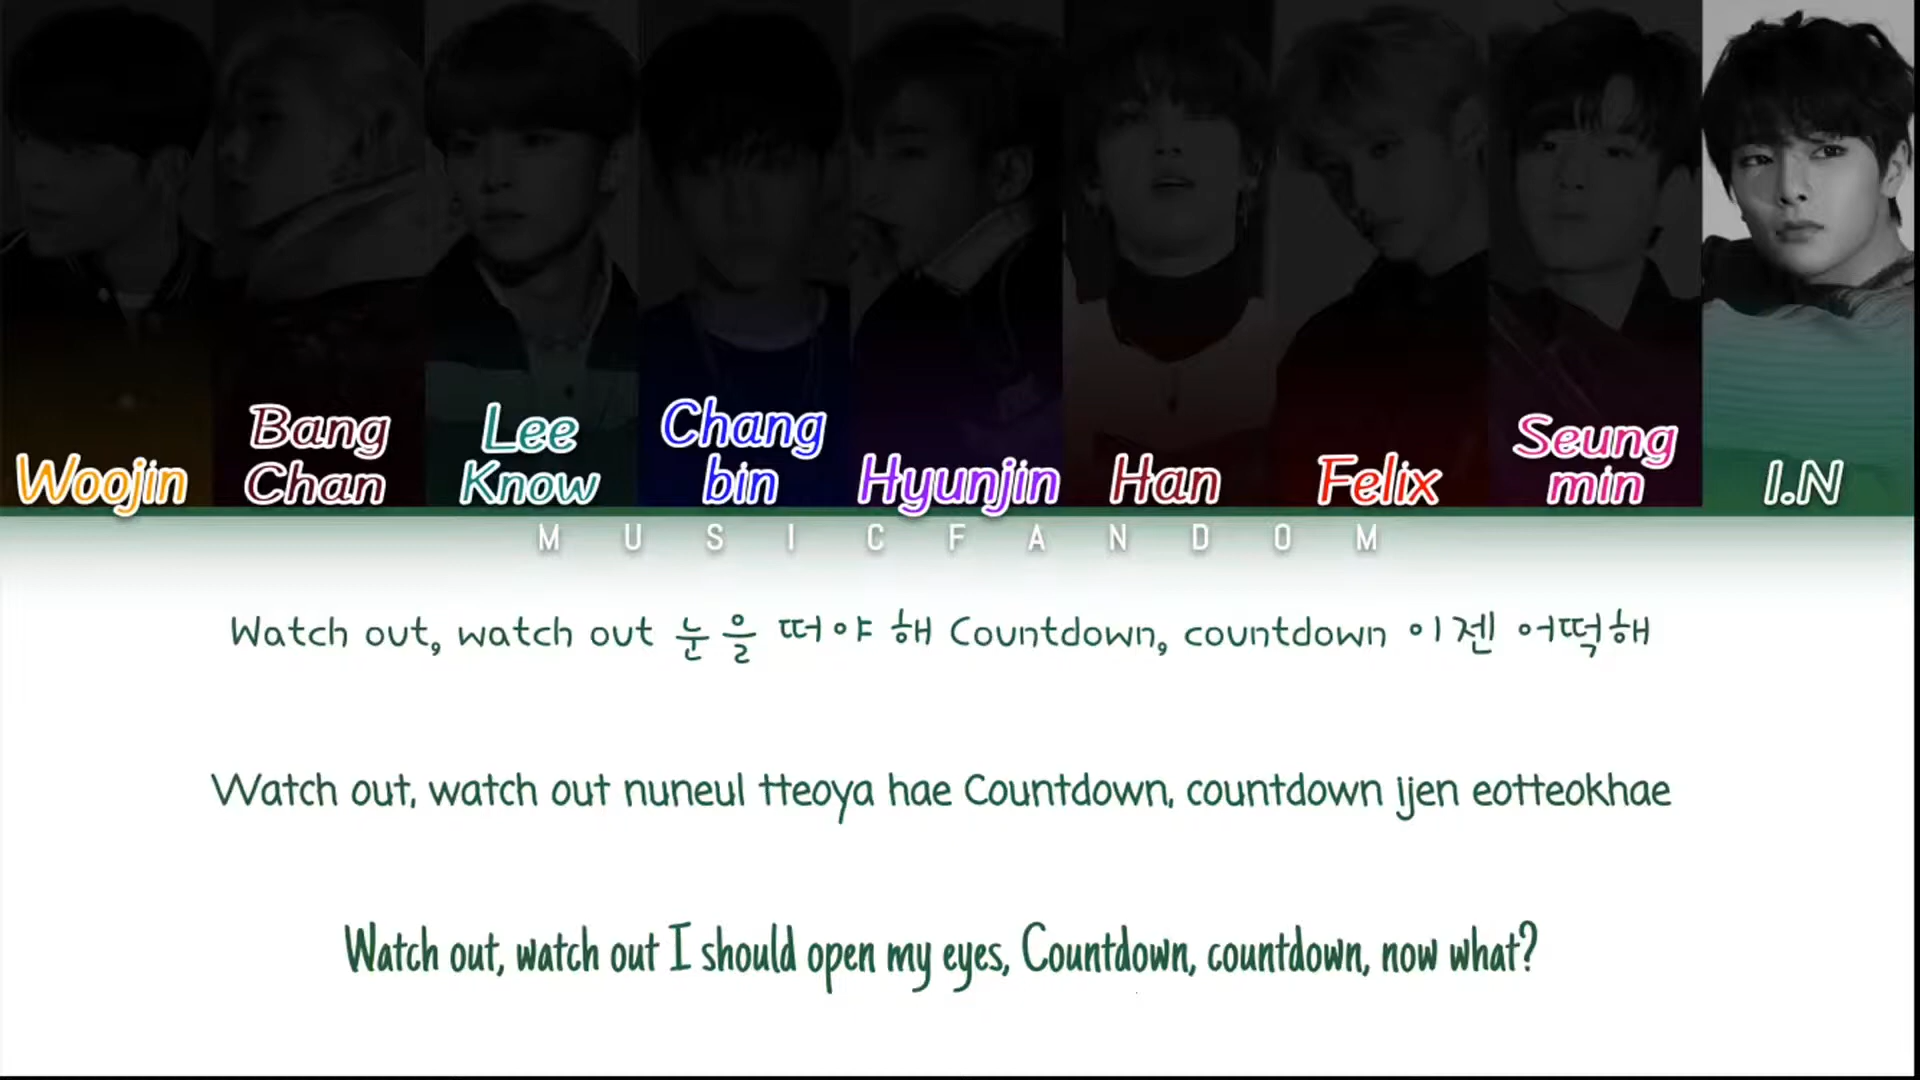 Woojin
Bang Chan
Lee Know
Chang bin
Hyunjin
Han
Felix
Seung min
I.N
MUSICFANDOM
Watch out, watch out 눈을 떠야 해 Countdown, countdown 이젠 어떡해
Watch out, watch out nuneul tteoya hae Countdown, countdown ijen eotteokhae
Watch out, watch out I should open my eyes, Countdown, countdown, now what?